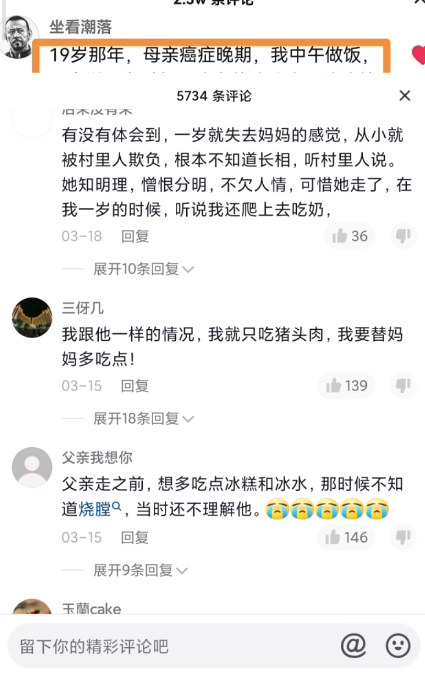 2.3w 条评论
坐看潮落
19岁那年，母亲癌症晚期，我中午做饭，
5734 条评论
后来没有来
有没有体会到，一岁就失去妈妈的感觉，从小就
被村里人欺负，根本不知道长相，听村里人说。
她知明理，憎恨分明，不欠人情，可惜她走了，在
我一岁的时候，听说我还爬上去吃奶，
03-18 回复 36
展开10条回复
三伢几
我跟他一样的情况，我就只吃猪头肉，我要替妈
妈多吃点！
03-15 回复 139
展开18条回复
父亲我想你
父亲走之前，想多吃点冰糕和冰水，那时候不知
道烧膛，当时还不理解他。😭😭😭😭😭
03-15 回复 146
展开9条回复
玉蘭cake
留下你的精彩评论吧 @